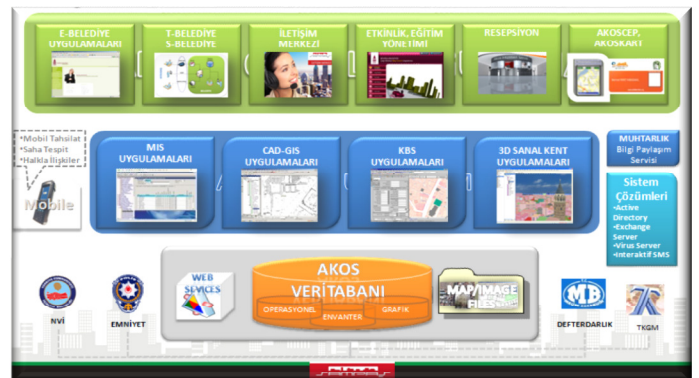 E-BELEDİYE
UYGULAMALARI
T-BELEDİYE
S-BELEDİYE
İLETİŞİM
MERKEZİ
ETKİNLİK, EĞİTİM
YÖNETİMİ
RESEPSİYON
AKOSCEP,
AKOSKART
•Mobil Tahsilat
•Saha Tespit
•Halkla İlişkiler
Mobile
MIS
UYGULAMALARI
CAD-GIS
UYGULAMALARI
KBS
UYGULAMALARI
3D SANAL KENT
UYGULAMALARI
MUHTARLIK
Bilgi Paylaşım
Servisi
Sistem
Çözümleri
•Active
Directory
•Exchange
Server
•Virus Server
•Interaktif SMS
WEB
SEVICES
AKOS
VERİTABANI
OPERASYONEL
ENVANTER
GRAFİK
MAP/IMAGE
FILES
NVİ
EMNİYET
POLİS
MB
DEFTERDARLIK
TKGM